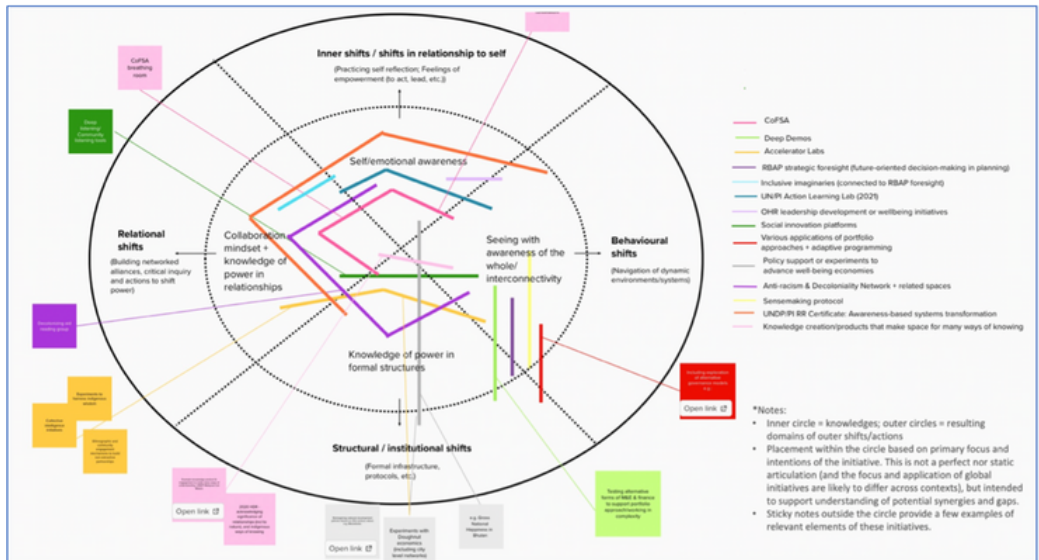 Inner shifts / shifts in relationship to self
(Practicing self reflection; Feelings of
empowerment (to act, lead, etc.))
CoFSA
breathing
room
Deep
listening/
Community
listening tools
Self/emotional awareness
Relational
shifts
(Building networked
alliances, critical inquiry
and actions to shift
power)
Collaboration
mindset +
knowledge of
power in
relationships
Seeing with
awareness of the
whole/
interconnectivity
Behavioural
shifts
(Navigation of dynamic
environments/systems)
Knowledge of power in
formal structures
Structural / institutional shifts
(Formal infrastructure,
protocols, etc.)
Open link
Open link
Experiments with
Doughnut
economics
(including city
level networks)
e.g. Gross
National
Happiness in
Bhutan
Testing alternative
forms of M&E & finance
to support portfolio
approach/working in
complexity
Open link
CoFSA
Deep Demos
Accelerator Labs
RBAP strategic foresight (future-oriented decision-making in planning)
Inclusive imaginaries (connected to RBAP foresight)
UN/PI Action Learning Lab (2021)
OHR leadership development or wellbeing initiatives
Social innovation platforms
Various applications of portfolio
approaches + adaptive programming
Policy support or experiments to
advance well-being economies
Anti-racism & Decoloniality Network + related spaces
Sensemaking protocol
UNDP/PI RR Certificate: Awareness-based systems transformation
Knowledge creation/products that make space for many ways of knowing
*Notes:
• Inner circle = knowledges; outer circles = resulting
domains of outer shifts/actions
• Placement within the circle based on primary focus and
intentions of the initiative. This is not a perfect nor static
articulation (and the focus and application of global
initiatives are likely to differ across contexts), but intended
to support understanding of potential synergies and gaps.
• Sticky notes outside the circle provide a few examples of
relevant elements of these initiatives.